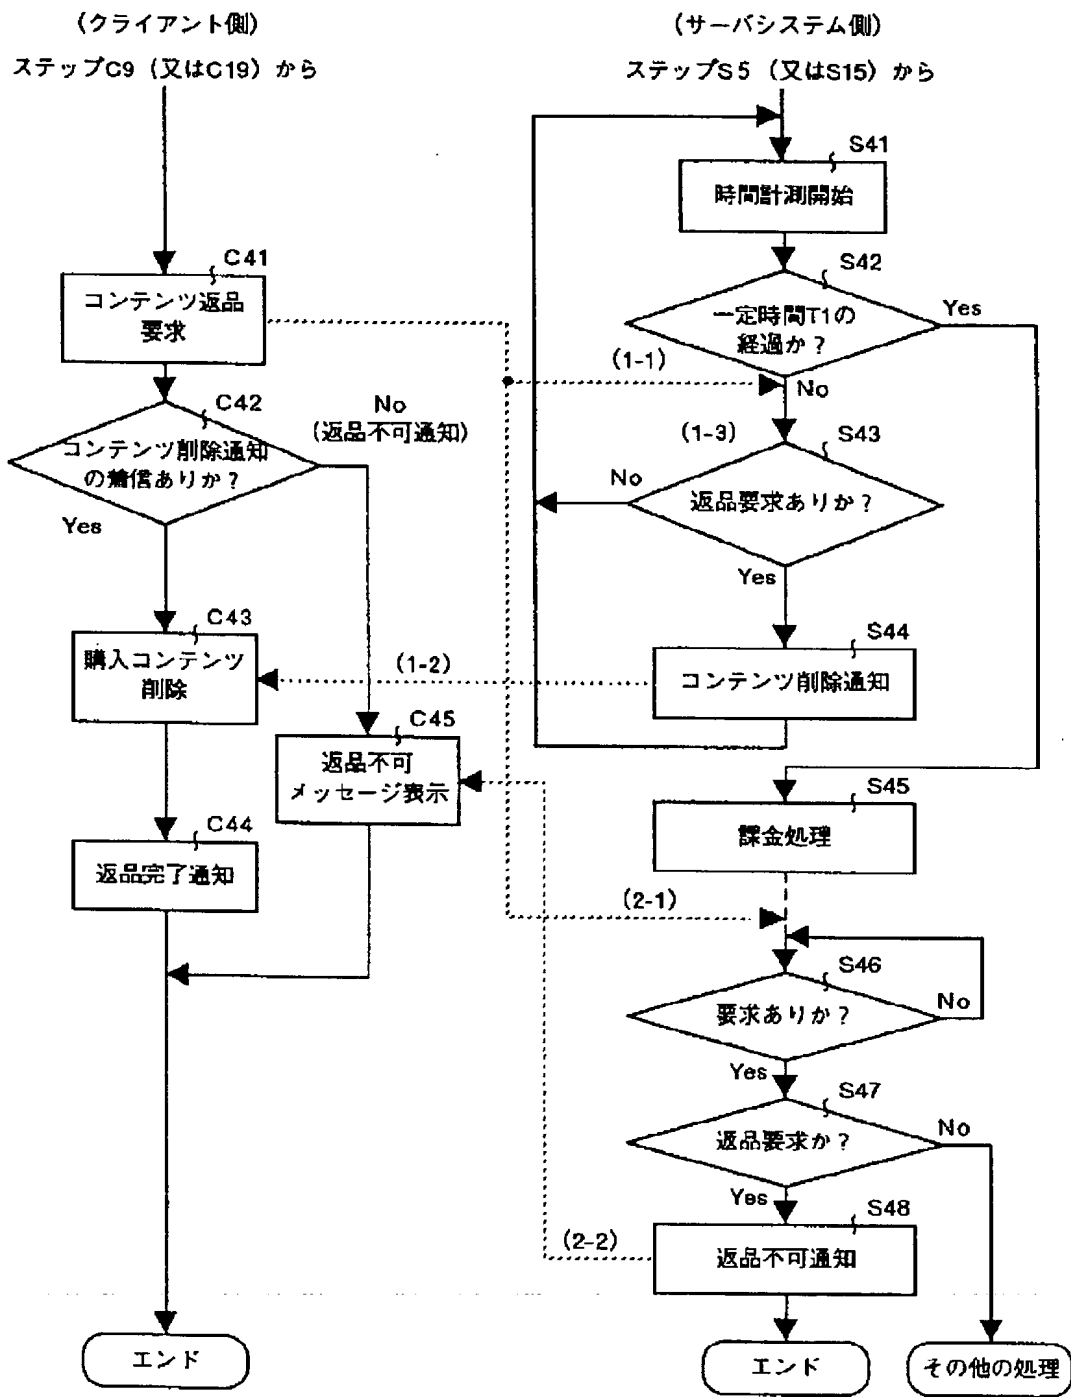 (クライアント側)
ステップC9 (又はC19) から
C41
コンテンツ返品
要求
C42
コンテンツ削除通知
の着信ありか?
No
(返品不可通知)
Yes
C43
購入コンテンツ
削除
C45
返品不可
メッセージ表示
C44
返品完了通知
エンド
(サーバシステム側)
ステップS5 (又はS15) から
S41
時間計測開始
S42
一定時間T1の
経過か?
Yes
(1-1)
No
(1-3)
S43
No
返品要求ありか?
Yes
S44
(1-2)
コンテンツ削除通知
S45
課金処理
(2-1)
S46
要求ありか?
No
Yes
S47
返品要求か?
No
Yes
S48
(2-2)
返品不可通知
エンド
その他の処理